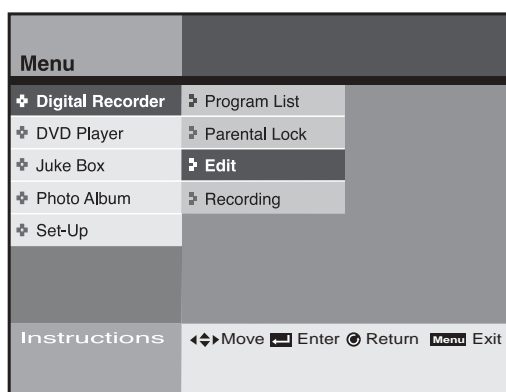 Menu
Digital Recorder
DVD Player
Juke Box
Photo Album
Set-Up
Program List
Parental Lock
Edit
Recording
Instructions
Move Enter Return Menu Exit